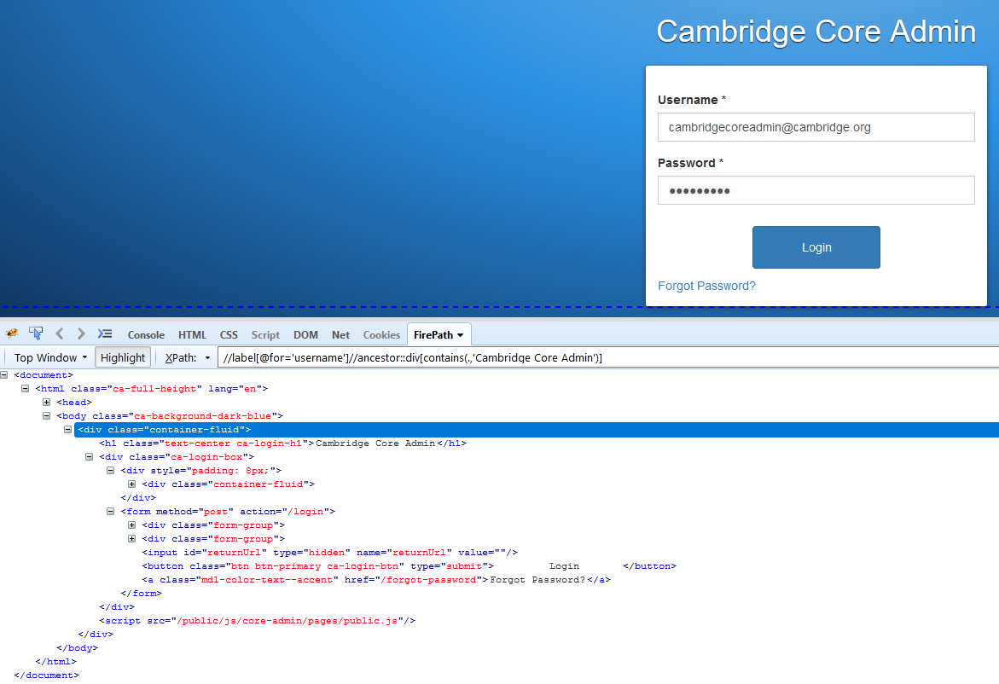 Cambridge Core Admin
Username *
cambridgecoreadmin@cambridge.org
Password *
•••••••••
Login
Forgot Password?
Console HTML CSS Script DOM Net Cookies FirePath
Top Window Highlight XPath: //label[@for='username']//ancestor::div[contains(.,'Cambridge Core Admin')]
<document>
<html class="ca-full-height" lang="en">
<head>
<body class="ca-background-dark-blue">
<div class="container-fluid">
<h1 class="text-center ca-login-h1">Cambridge Core Admin</h1>
<div class="ca-login-box">
<div style="padding: 8px;">
<div class="container-fluid">
</div>
<form method="post" action="/login">
<div class="form-group">
<div class="form-group">
<input id="returnUrl" type="hidden" name="returnUrl" value=""/>
<button class="btn btn-primary ca-login-btn" type="submit"> Login </button>
<a class="mdl-color-text--accent" href="/forgot-password">Forgot Password?</a>
</form>
</div>
<script src="/public/js/core-admin/pages/public.js"/>
</div>
</body>
</html>
</document>